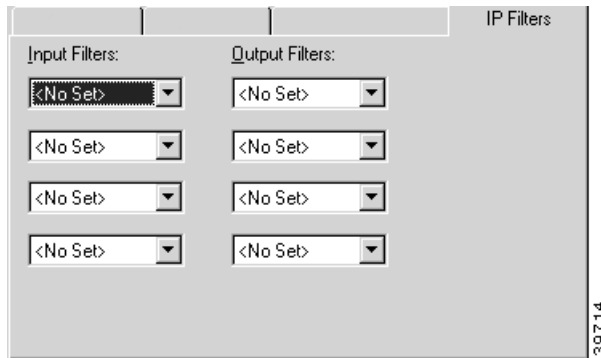 IP Filters
Input Filters: Output Filters:
<No Set> <No Set>
<No Set> <No Set>
<No Set> <No Set>
<No Set> <No Set>
39714